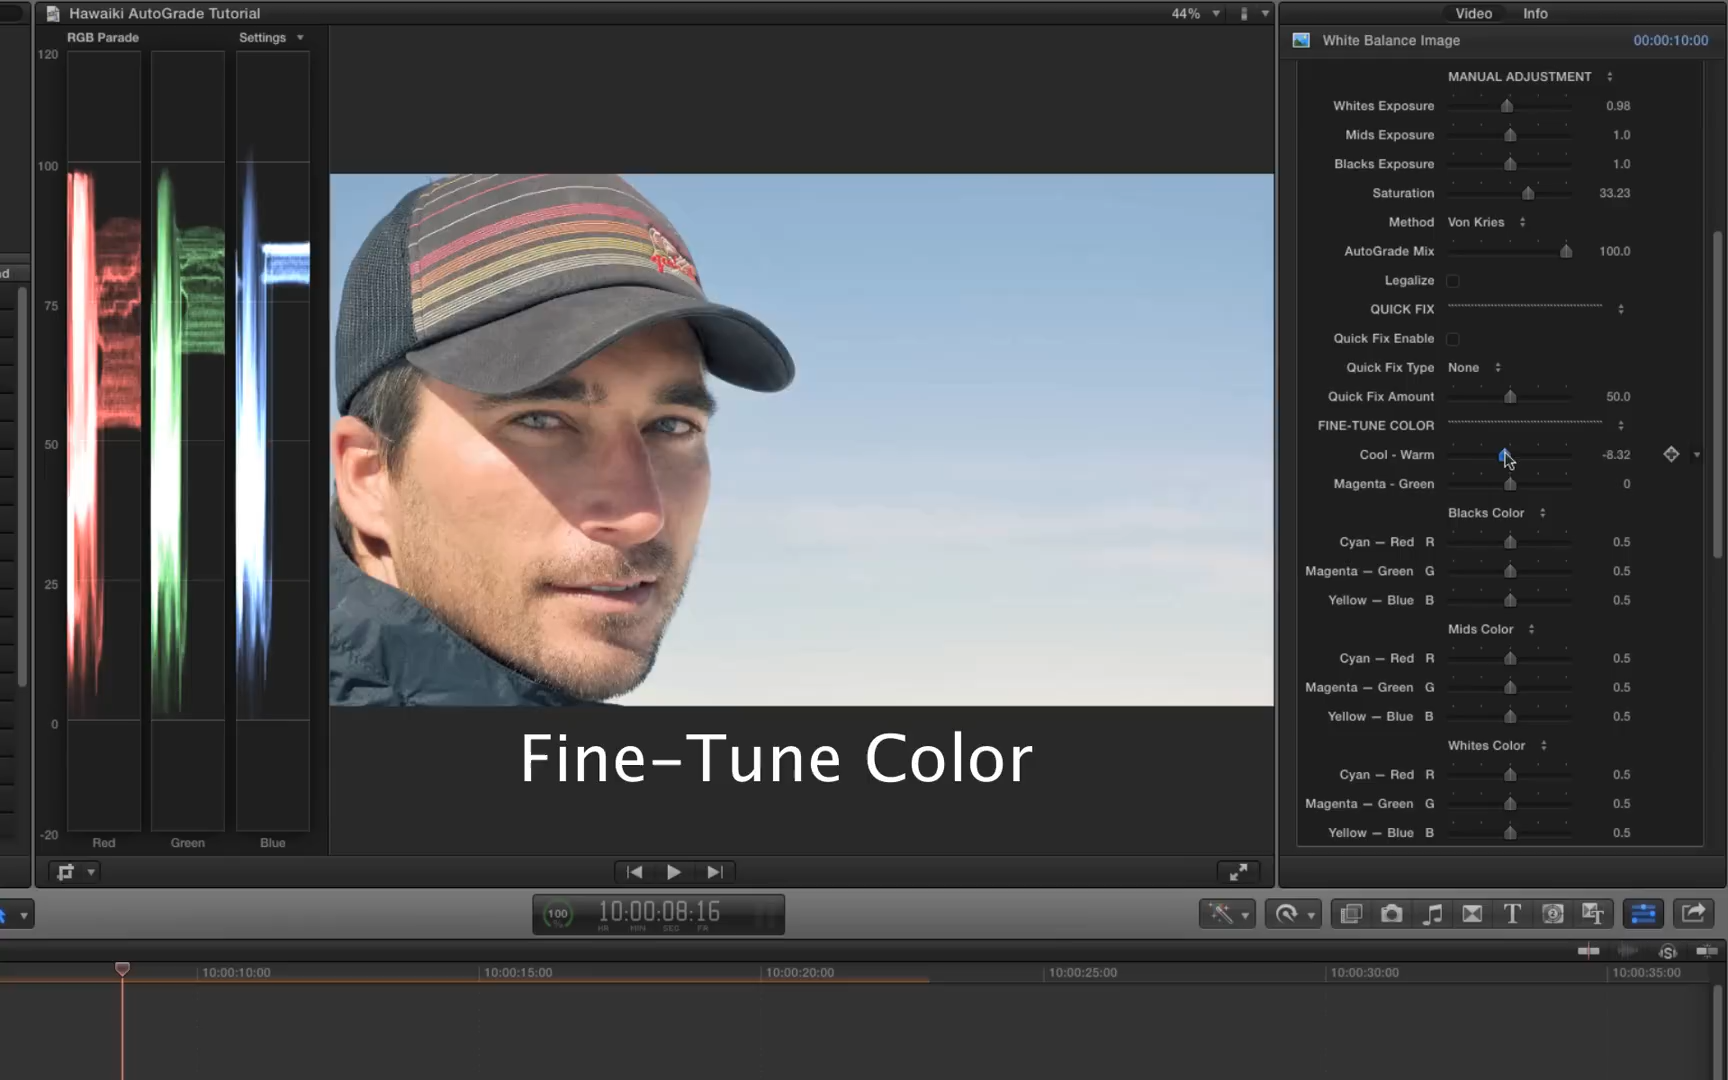 Hawaiki AutoGrade Tutorial
44%
Video
Info
RGB Parade
Settings
White Balance Image
00:00:10:00
120
100
75
50
25
0
-20
Red
Green
Blue
nd
MANUAL ADJUSTMENT
Whites Exposure 0.98
Mids Exposure 1.0
Blacks Exposure 1.0
Saturation 33.23
Method Von Kries
AutoGrade Mix 100.0
Legalize
QUICK FIX
Quick Fix Enable
Quick Fix Type None
Quick Fix Amount 50.0
FINE-TUNE COLOR
Cool - Warm -8.32
Magenta - Green 0
Blacks Color
Cyan — Red R 0.5
Magenta — Green G 0.5
Yellow — Blue B 0.5
Mids Color
Cyan — Red R 0.5
Magenta — Green G 0.5
Yellow — Blue B 0.5
Whites Color
Cyan — Red R 0.5
Magenta — Green G 0.5
Yellow — Blue B 0.5
Fine-Tune Color
100
10:00:08:16
HR MIN SEC FR
10:00:10:00
10:00:15:00
10:00:20:00
10:00:25:00
10:00:30:00
10:00:35:00